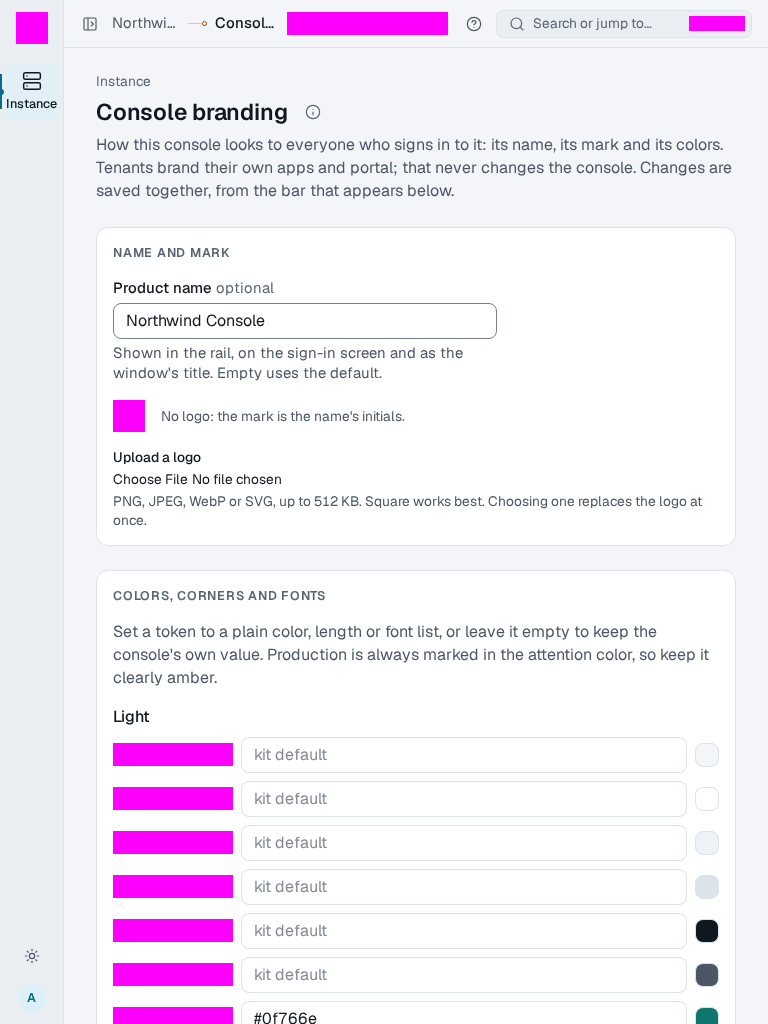 Northwi...
Consol...
Search or jump to...
Instance
Instance
Console branding
How this console looks to everyone who signs in to it: its name, its mark and its colors.
Tenants brand their own apps and portal; that never changes the console. Changes are
saved together, from the bar that appears below.
NAME AND MARK
Product name optional
Northwind Console
Shown in the rail, on the sign-in screen and as the
window's title. Empty uses the default.
No logo: the mark is the name's initials.
Upload a logo
Choose File No file chosen
PNG, JPEG, WebP or SVG, up to 512 KB. Square works best. Choosing one replaces the logo at
once.
COLORS, CORNERS AND FONTS
Set a token to a plain color, length or font list, or leave it empty to keep the
console's own value. Production is always marked in the attention color, so keep it
clearly amber.
Light
kit default
kit default
kit default
kit default
kit default
kit default
#0f766e
A